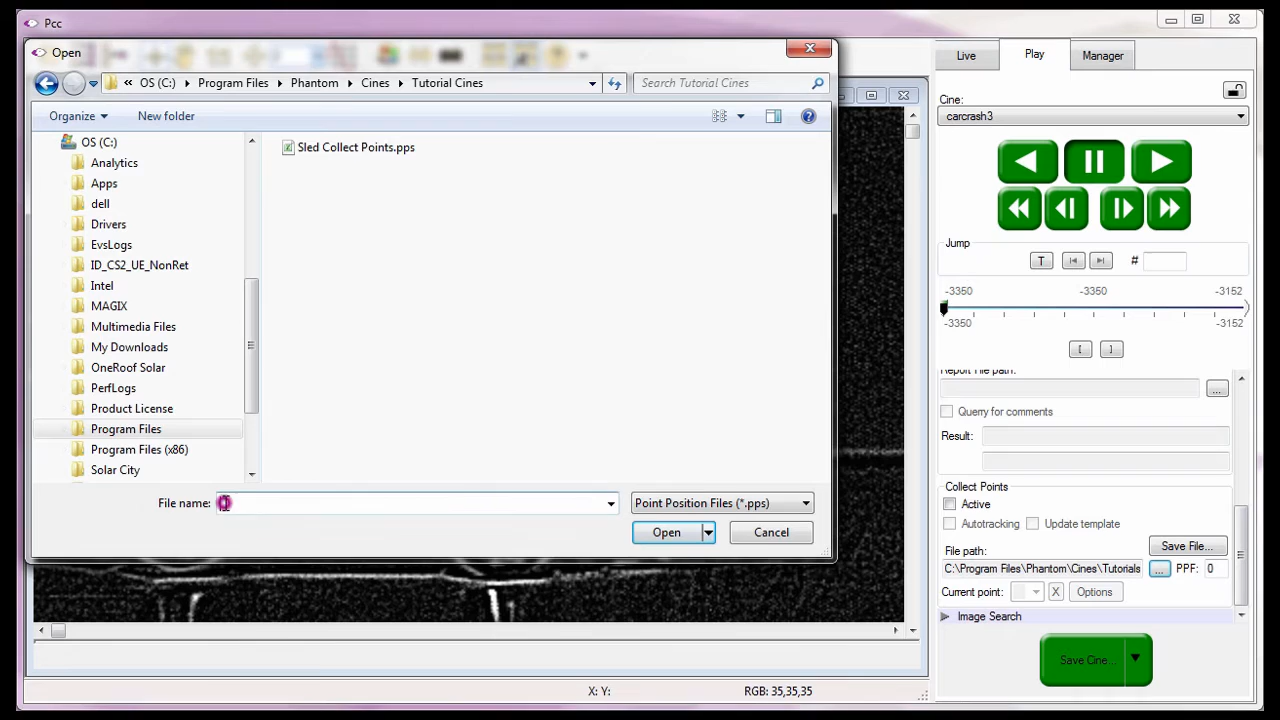 Pcc
Open
« OS (C:) Program Files Phantom Cines Tutorial Cines
Search Tutorial Cines
Organize
New folder
OS (C:)
Analytics
Apps
dell
Drivers
EvsLogs
ID_CS2_UE_NonRet
Intel
MAGIX
Multimedia Files
My Downloads
OneRoof Solar
PerfLogs
Product License
Program Files
Program Files (x86)
Solar City
Sled Collect Points.pps
File name:
Point Position Files (*.pps)
Open
Cancel
X: Y:
RGB: 35,35,35
Live
Play
Manager
Cine:
carcrash3
Jump
T
#
-3350
-3350
-3152
-3350
-3152
[
]
Report File path:
...
Querry for comments
Result:
Collect Points
Active
Autotracking
Update template
File path:
Save File...
C:\Program Files\Phantom\Cines\Tutorials
...
PPF: 0
Current point:
X
Options
Image Search
Save Cine...